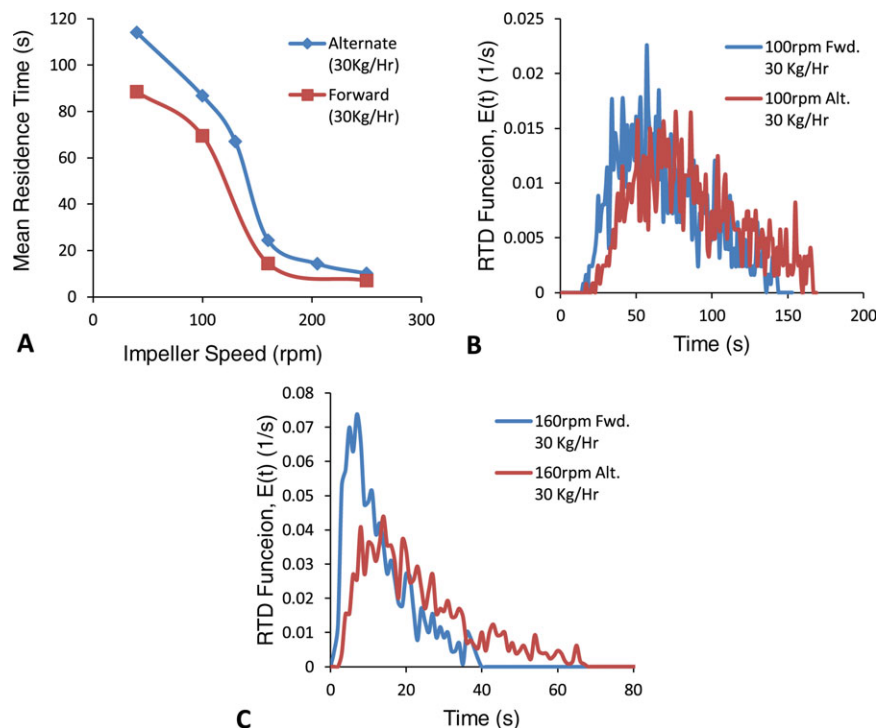 120
100
80
60
40
20
0
Mean Residence Time (s)
0
100
200
300
Impeller Speed (rpm)
Alternate
(30Kg/Hr)
Forward
(30Kg/Hr)
A
0.025
0.02
0.015
0.01
0.005
0
RTD Funceion, E(t) (1/s)
0
50
100
150
200
Time (s)
100rpm Fwd.
30 Kg/Hr
100rpm Alt.
30 Kg/Hr
B
0.08
0.07
0.06
0.05
0.04
0.03
0.02
0.01
0
RTD Funceion, E(t) (1/s)
0
20
40
60
80
Time (s)
160rpm Fwd.
30 Kg/Hr
160rpm Alt.
30 Kg/Hr
C